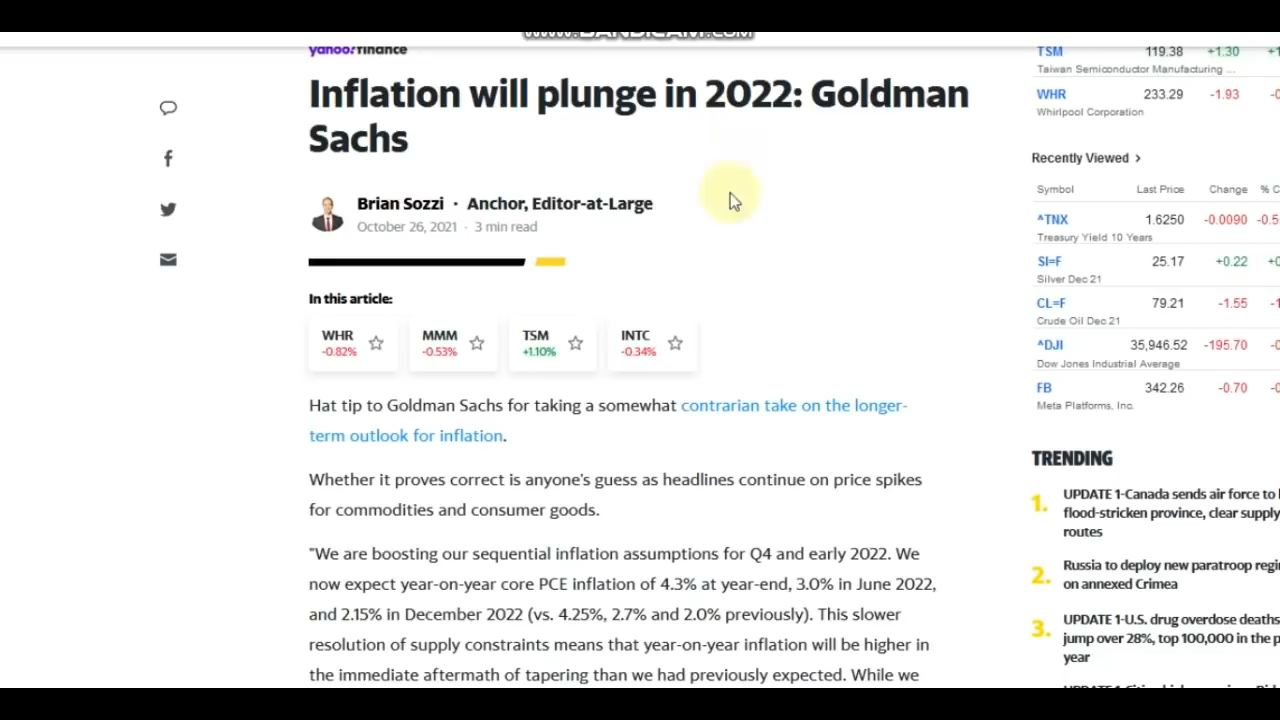 WWW.BANDICAM.COM
yahoo!finance
Inflation will plunge in 2022: Goldman
Sachs
Brian Sozzi · Anchor, Editor-at-Large
October 26, 2021 · 3 min read
In this article:
WHR
-0.82%
MMM
-0.53%
TSM
+1.10%
INTC
-0.34%
Hat tip to Goldman Sachs for taking a somewhat contrarian take on the longer-
term outlook for inflation.
Whether it proves correct is anyone's guess as headlines continue on price spikes
for commodities and consumer goods.
"We are boosting our sequential inflation assumptions for Q4 and early 2022. We
now expect year-on-year core PCE inflation of 4.3% at year-end, 3.0% in June 2022,
and 2.15% in December 2022 (vs. 4.25%, 2.7% and 2.0% previously). This slower
resolution of supply constraints means that year-on-year inflation will be higher in
the immediate aftermath of tapering than we had previously expected. While we
TSM 119.38 +1.30
Taiwan Semiconductor Manufacturing ...
WHR 233.29 -1.93
Whirlpool Corporation
Recently Viewed >
Symbol Last Price Change %
^TNX 1.6250 -0.0090
Treasury Yield 10 Years
SI=F 25.17 +0.22
Silver Dec 21
CL=F 79.21 -1.55
Crude Oil Dec 21
^DJI 35,946.52 -195.70
Dow Jones Industrial Average
FB 342.26 -0.70
Meta Platforms, Inc.
TRENDING
1. UPDATE 1-Canada sends air force to
flood-stricken province, clear supply
routes
2. Russia to deploy new paratroop
on annexed Crimea
3. UPDATE 1-U.S. drug overdose deaths
jump over 28%, top 100,000 in the
year